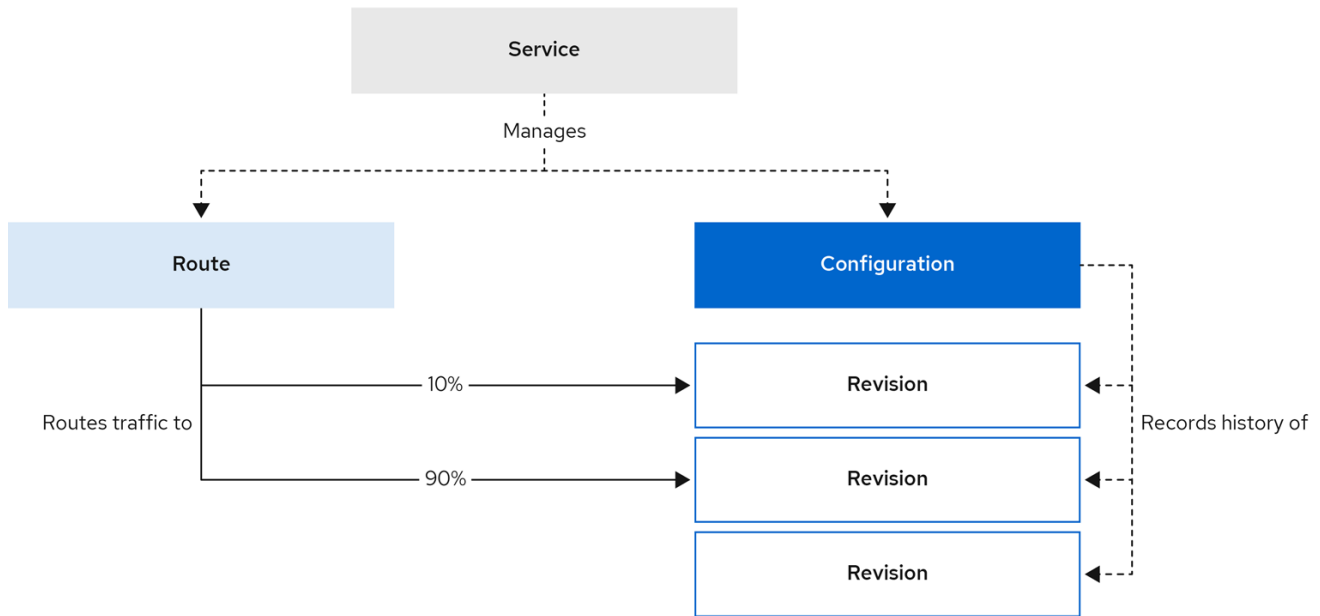 Service
Manages
Route
Configuration
10%
Revision
Routes traffic to
Records history of
90%
Revision
Revision